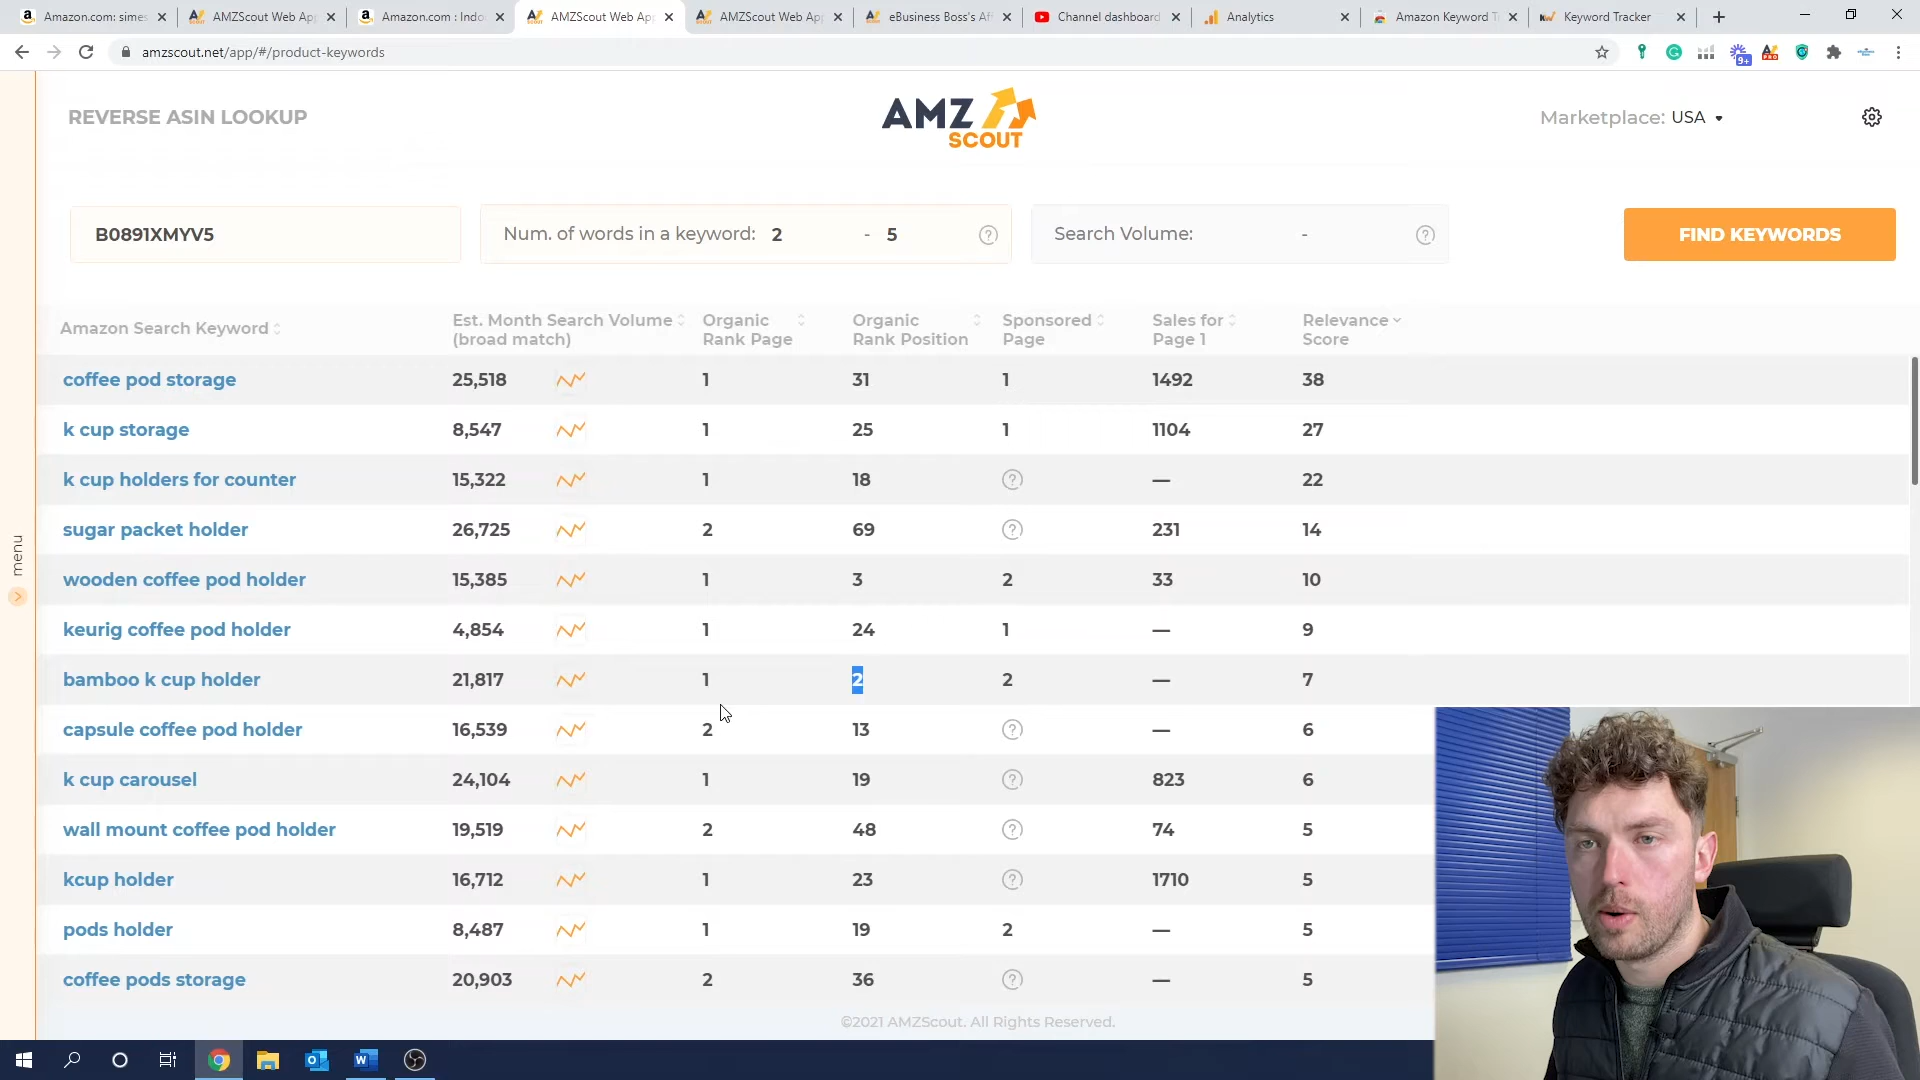 Amazon.com: simes
AMZScout Web App
Amazon.com : Indo
AMZScout Web App
AMZScout Web App
eBusiness Boss's Aff
Channel dashboard
Analytics
Amazon Keyword T
Keyword Tracker
amzscout.net/app/#/product-keywords
9+
REVERSE ASIN LOOKUP
AMZ
SCOUT
Marketplace: USA
B0891XMYV5
Num. of words in a keyword: 2 - 5
Search Volume: -
FIND KEYWORDS
Amazon Search Keyword
Est. Month Search Volume
(broad match)
Organic
Rank Page
Organic
Rank Position
Sponsored
Page
Sales for
Page 1
Relevance
Score
coffee pod storage 25,518 1 31 1 1492 38
k cup storage 8,547 1 25 1 1104 27
k cup holders for counter 15,322 1 18 ? — 22
sugar packet holder 26,725 2 69 ? 231 14
wooden coffee pod holder 15,385 1 3 2 33 10
keurig coffee pod holder 4,854 1 24 1 — 9
bamboo k cup holder 21,817 1 2 2 — 7
capsule coffee pod holder 16,539 2 13 ? — 6
k cup carousel 24,104 1 19 ? 823 6
wall mount coffee pod holder 19,519 2 48 ? 74 5
kcup holder 16,712 1 23 ? 1710 5
pods holder 8,487 1 19 2 — 5
coffee pods storage 20,903 2 36 ? — 5
menu
©2021 AMZScout. All Rights Reserved.